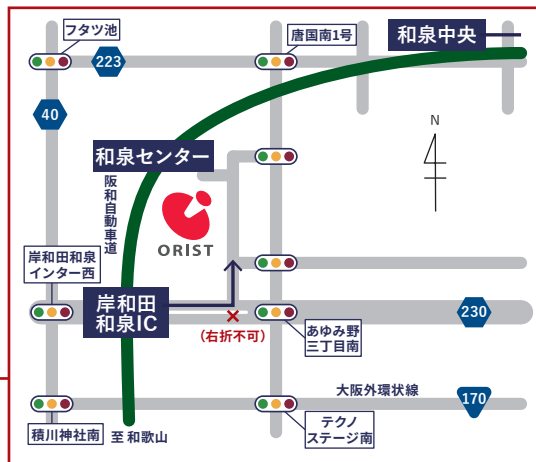 フタツ池
唐国南1号
和泉中央
223
40
N
和泉センター
阪和自動車道
ORIST
岸和田和泉
インター西
岸和田
和泉IC
(右折不可)
あゆみ野
三丁目南
230
大阪外環状線
170
積川神社南
至 和歌山
テクノ
ステージ南